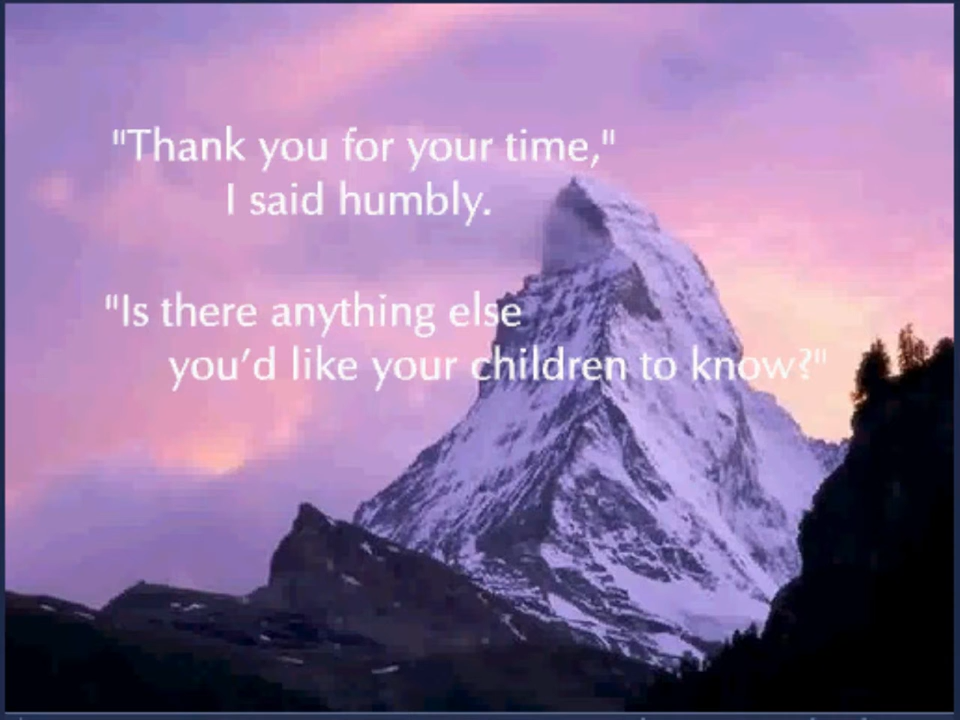 "Thank you for your time,"
I said humbly.
"Is there anything else
you'd like your children to know?"